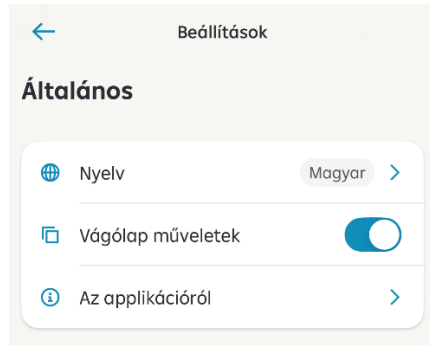 Beállítások
Általános
Nyelv Magyar
Vágólap műveletek
Az applikációról